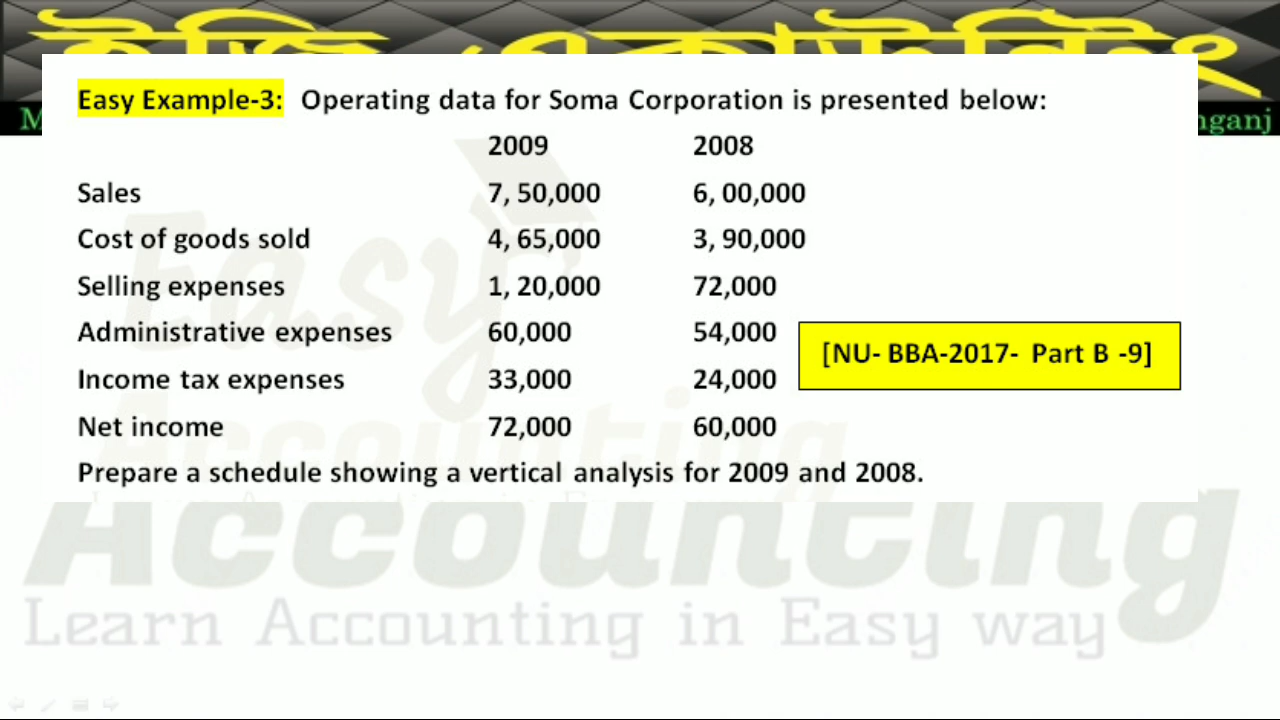 ইজি একাউন্টিং
Easy Example-3: Operating data for Soma Corporation is presented below:
2009 2008
Sales 7, 50,000 6, 00,000
Cost of goods sold 4, 65,000 3, 90,000
Selling expenses 1, 20,000 72,000
Administrative expenses 60,000 54,000
[NU- BBA-2017- Part B -9]
Income tax expenses 33,000 24,000
Net income 72,000 60,000
Prepare a schedule showing a vertical analysis for 2009 and 2008.
Easy
Accounting
Learn Accounting in Easy way